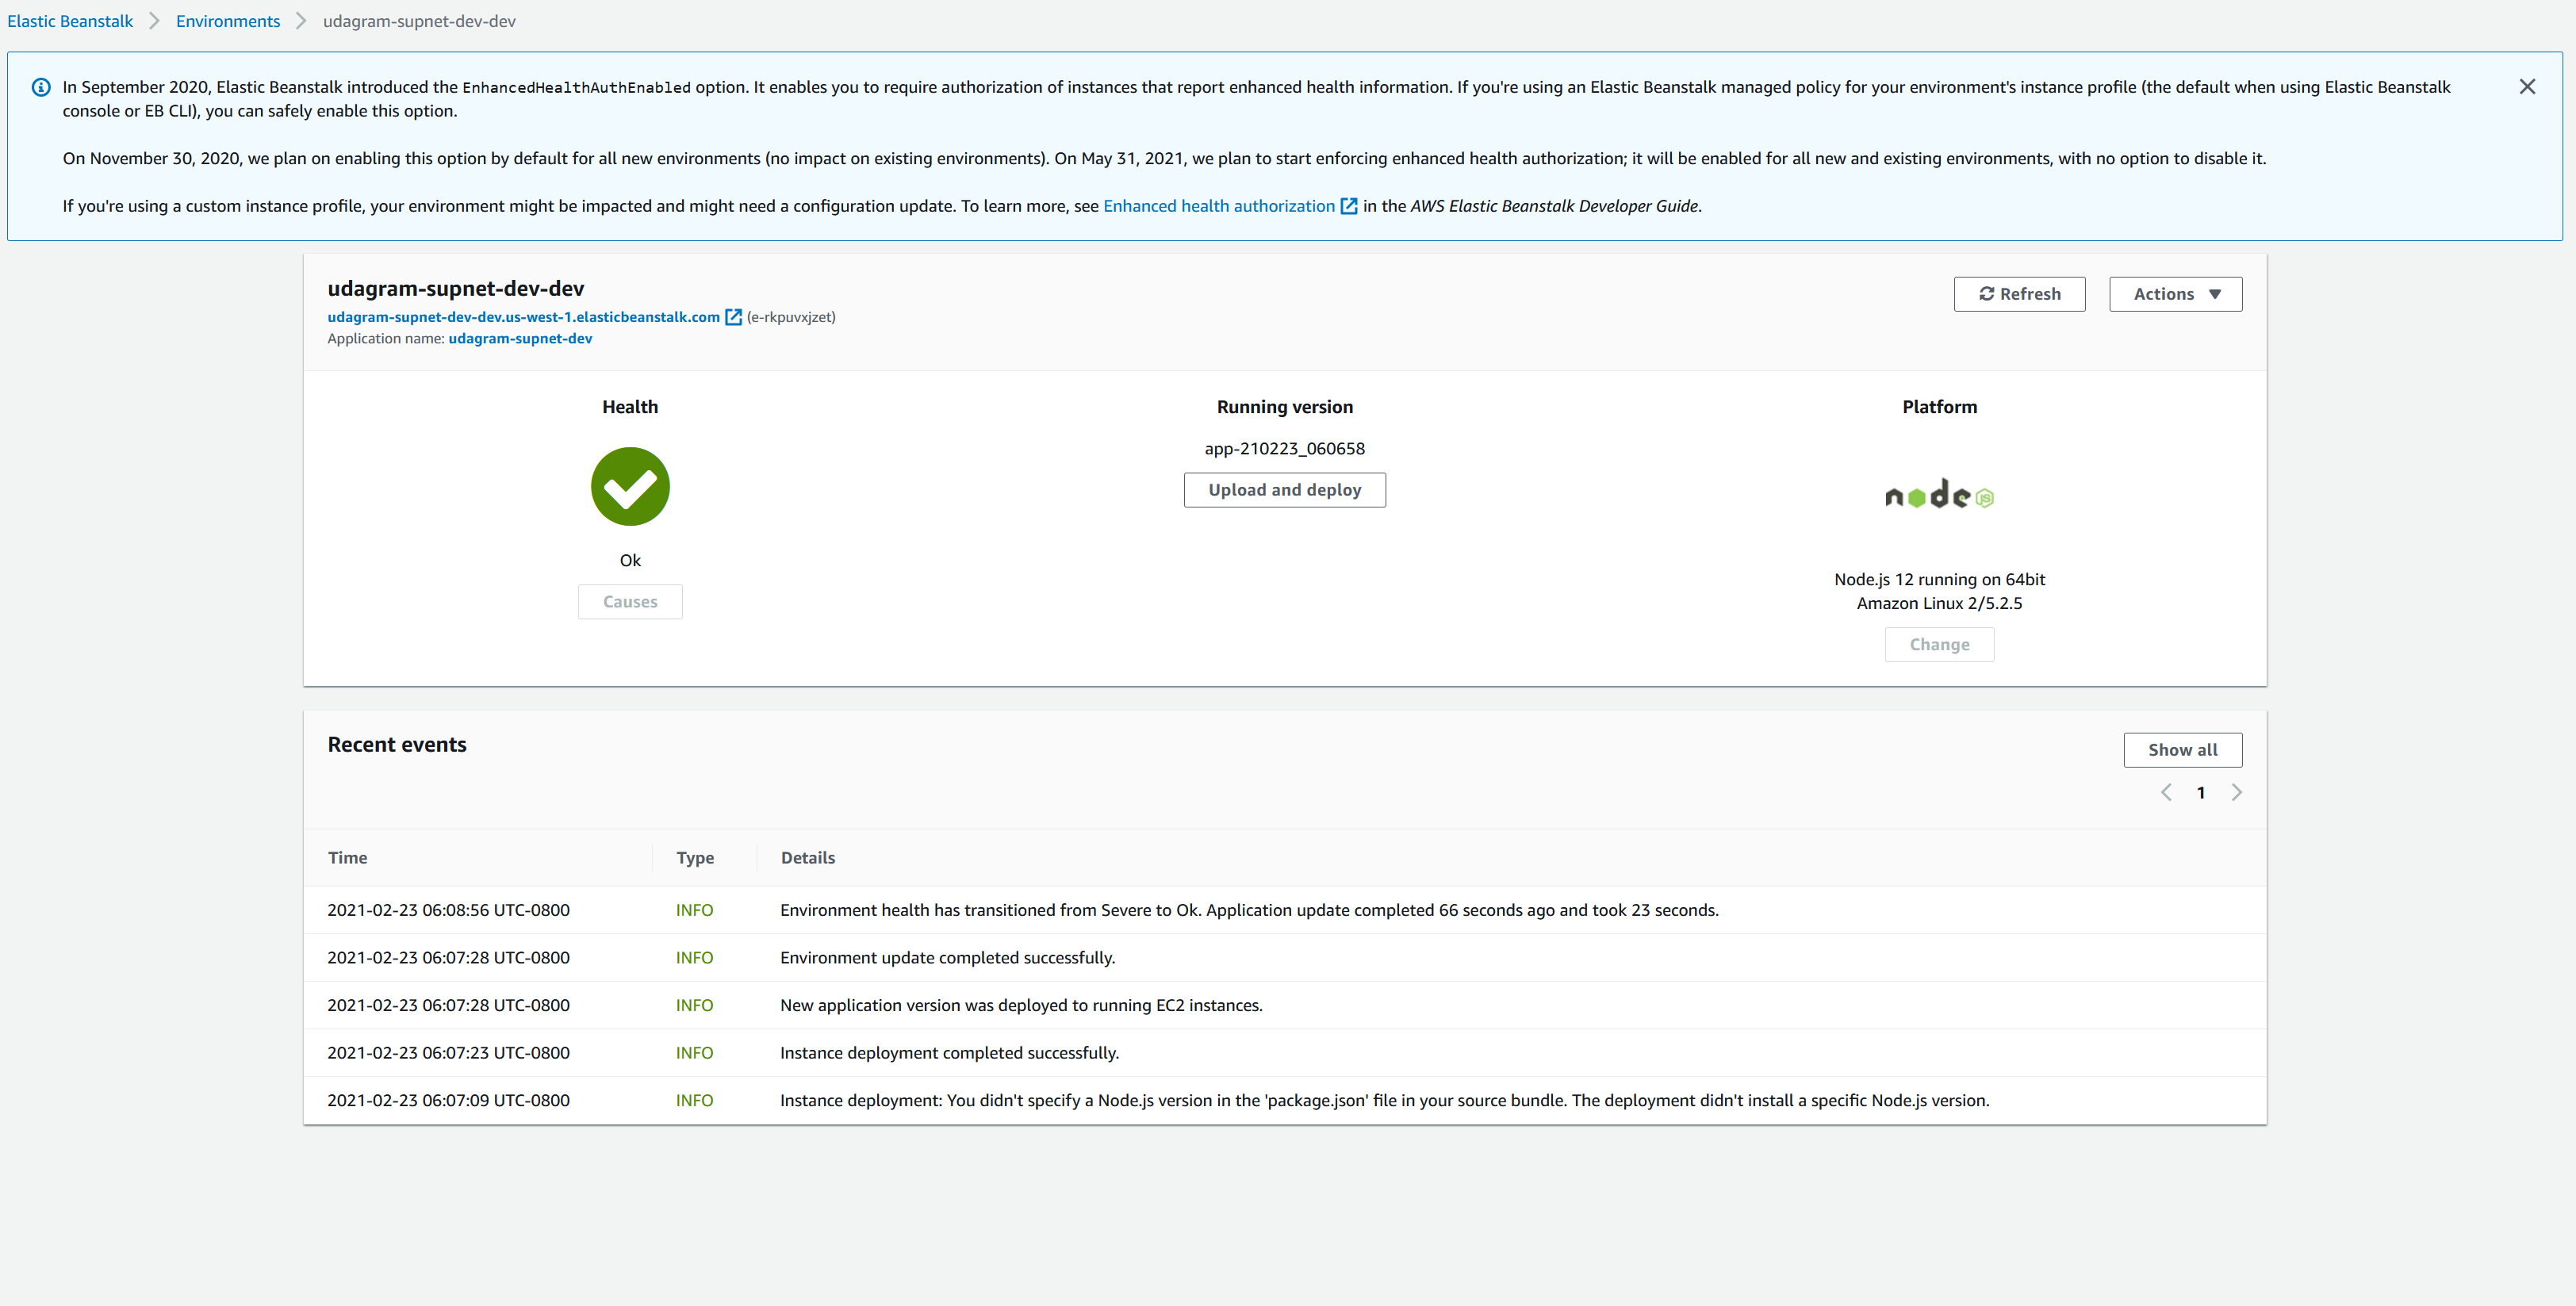 Elastic Beanstalk > Environments > udagram-supnet-dev-dev
In September 2020, Elastic Beanstalk introduced the EnhancedHealthAuthEnabled option. It enables you to require authorization of instances that report enhanced health information. If you're using an Elastic Beanstalk managed policy for your environment's instance profile (the default when using Elastic Beanstalk
console or EB CLI), you can safely enable this option.
On November 30, 2020, we plan on enabling this option by default for all new environments (no impact on existing environments). On May 31, 2021, we plan to start enforcing enhanced health authorization; it will be enabled for all new and existing environments, with no option to disable it.
If you're using a custom instance profile, your environment might be impacted and might need a configuration update. To learn more, see Enhanced health authorization in the AWS Elastic Beanstalk Developer Guide.
udagram-supnet-dev-dev
Refresh
Actions
udagram-supnet-dev-dev.us-west-1.elasticbeanstalk.com (e-rkpuvxjzet)
Application name: udagram-supnet-dev
Health
Ok
Causes
Running version
app-210223_060658
Upload and deploy
Platform
node JS
Node.js 12 running on 64bit
Amazon Linux 2/5.2.5
Change
Recent events
Show all
1
Time Type Details
2021-02-23 06:08:56 UTC-0800 INFO Environment health has transitioned from Severe to Ok. Application update completed 66 seconds ago and took 23 seconds.
2021-02-23 06:07:28 UTC-0800 INFO Environment update completed successfully.
2021-02-23 06:07:28 UTC-0800 INFO New application version was deployed to running EC2 instances.
2021-02-23 06:07:23 UTC-0800 INFO Instance deployment completed successfully.
2021-02-23 06:07:09 UTC-0800 INFO Instance deployment: You didn't specify a Node.js version in the 'package.json' file in your source bundle. The deployment didn't install a specific Node.js version.